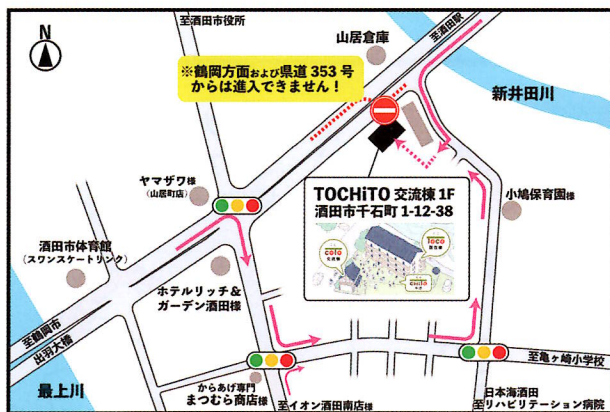 至酒田市役所
至酒田駅
N
山居倉庫
※鶴岡方面および県道 353 号
からは進入できません！
新井田川
ヤマザワ様
（山居町店）
TOCHiTO 交流棟 1F
酒田市千石町 1-12-38
coto
toco
chito
小鳩保育園様
酒田市体育館
（スワンスケートリンク）
ホテルリッチ＆
ガーデン酒田様
至鶴岡市
出羽大橋
最上川
からあげ専門
まつむら商店様
至イオン酒田南店様
至亀ヶ崎小学校
日本海酒田
至リハビリテーション病院